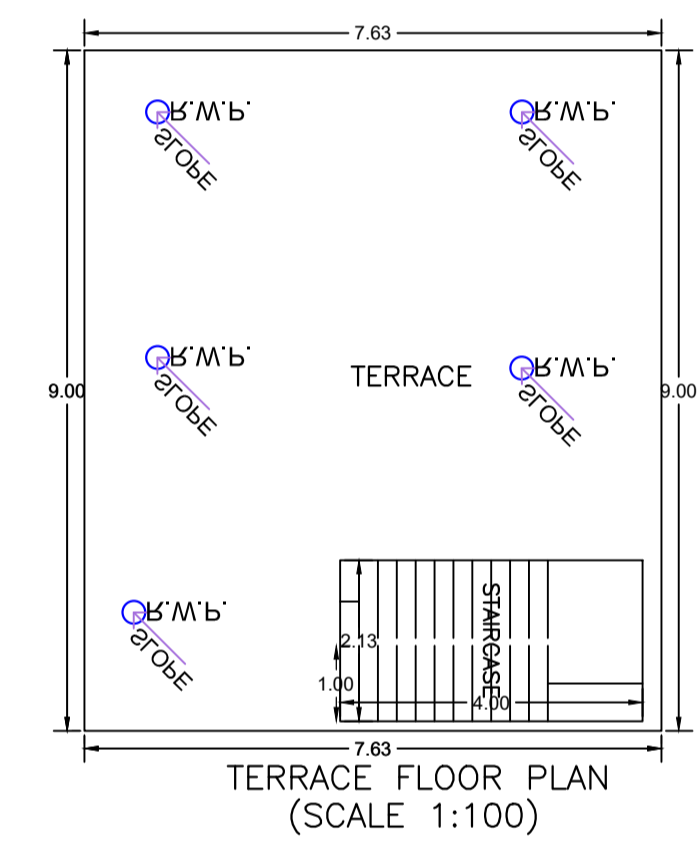 7.63
R.W.P.
SLOPE
R.W.P.
SLOPE
R.W.P.
SLOPE
TERRACE
R.W.P.
SLOPE
9.00
9.00
R.W.P.
SLOPE
STAIRCASE
2.13
1.00
4.00
7.63
TERRACE FLOOR PLAN
(SCALE 1:100)